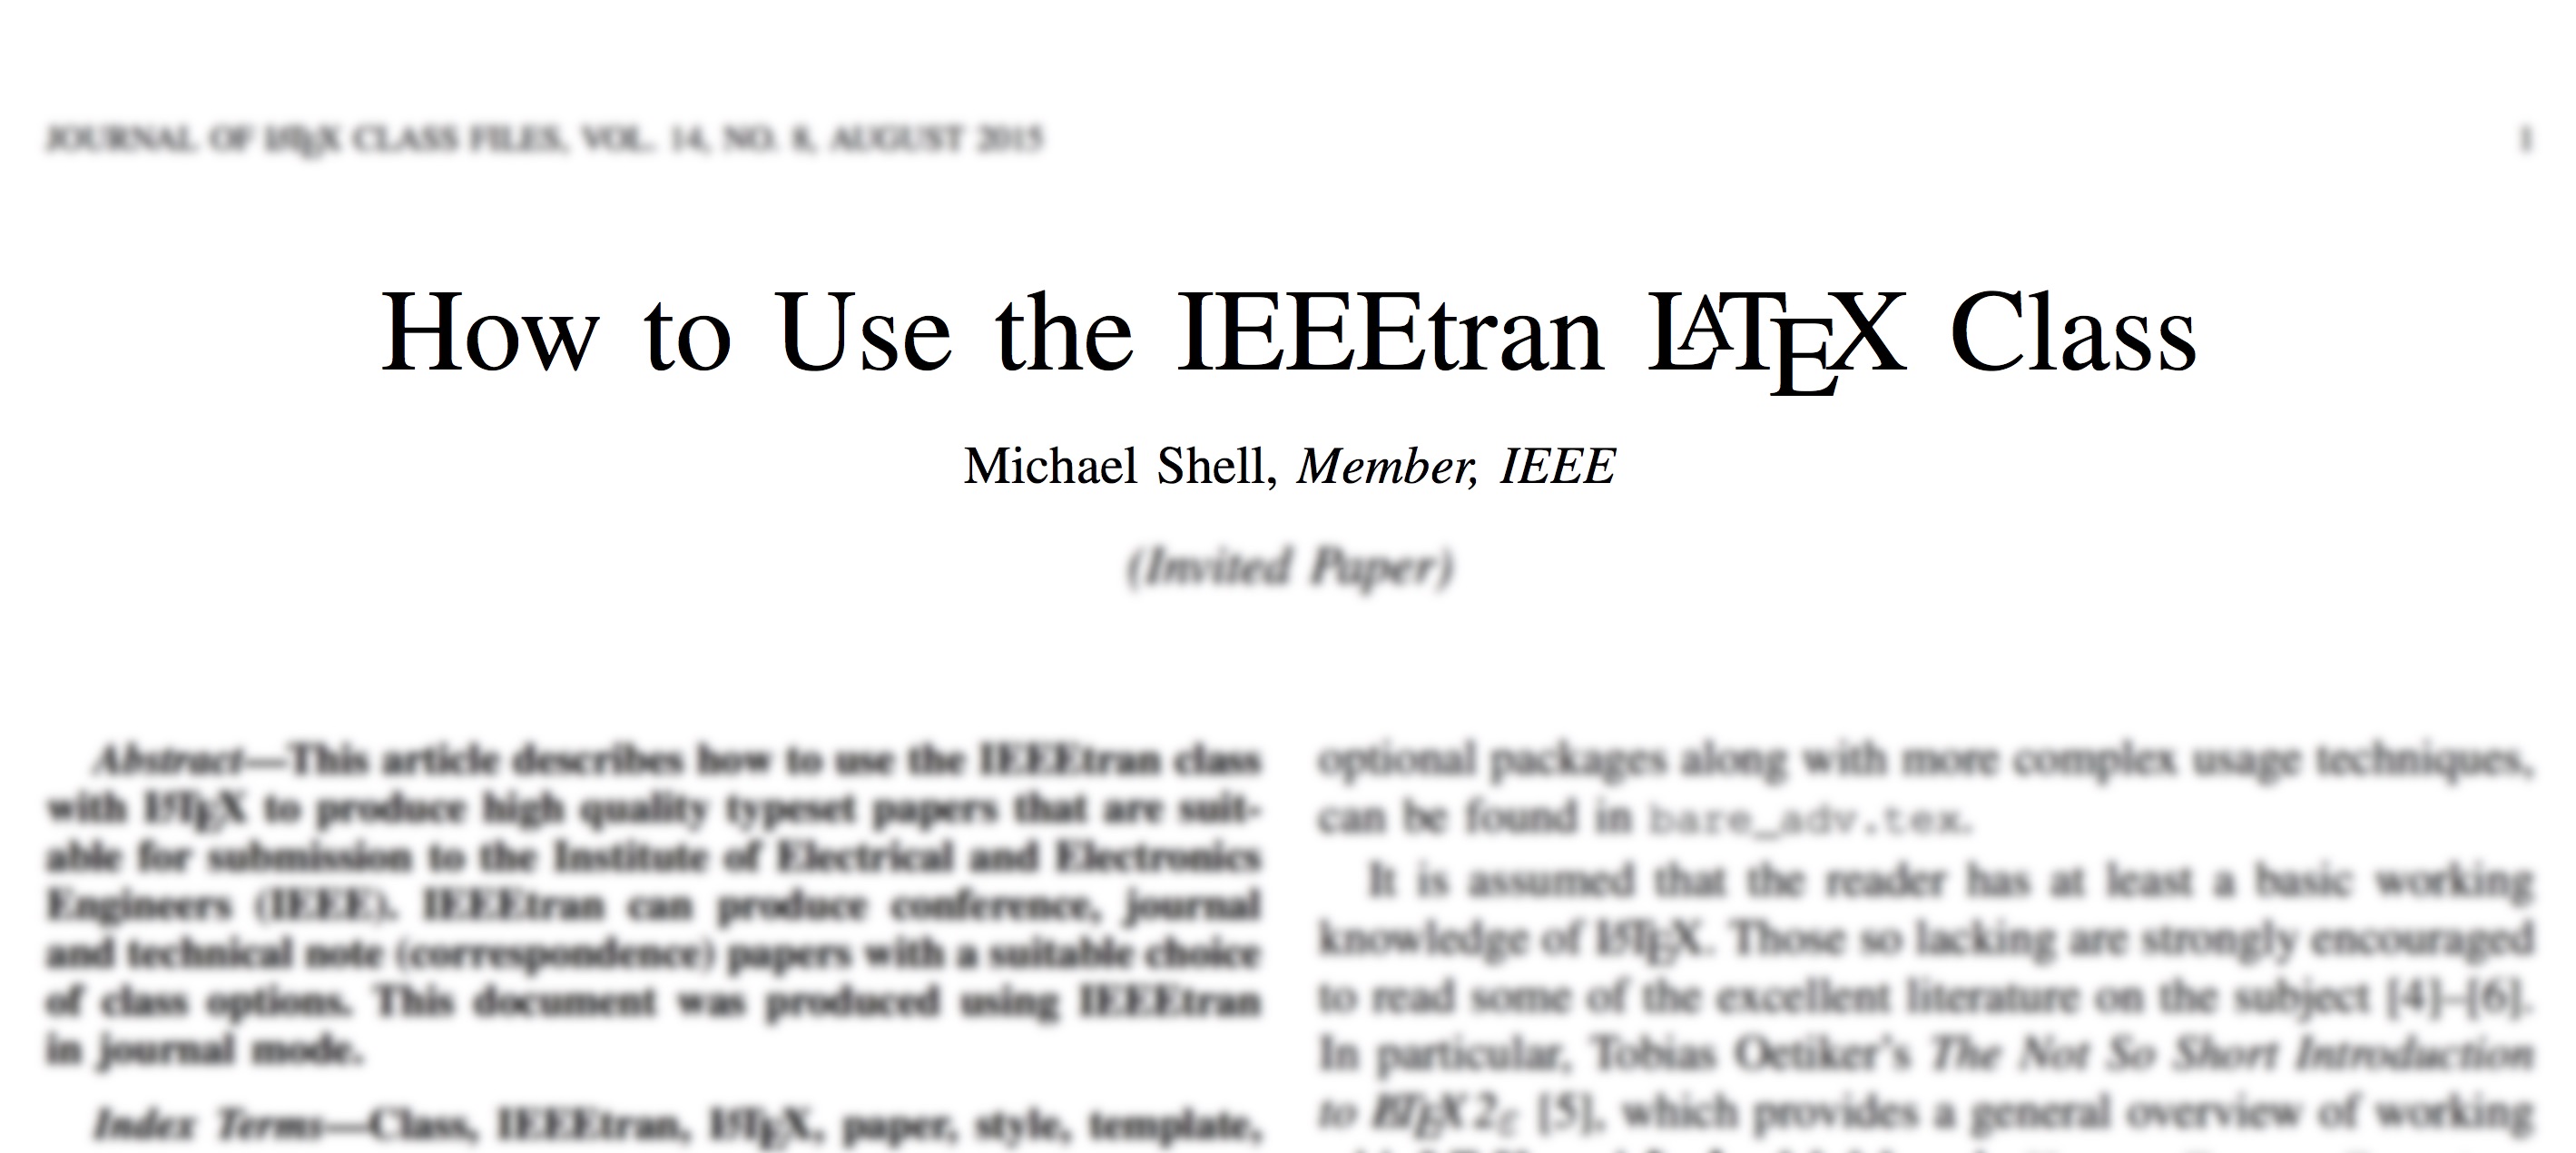 JOURNAL OF LATEX CLASS FILES, VOL. 14, NO. 8, AUGUST 2015
1
How to Use the IEEEtran LATEX Class
Michael Shell, Member, IEEE
(Invited Paper)
Abstract—This article describes how to use the IEEEtran class
with LATEX to produce high quality typeset papers that are suit-
able for submission to the Institute of Electrical and Electronics
Engineers (IEEE). IEEEtran can produce conference, journal
and technical note (correspondence) papers with a suitable choice
of class options. This document was produced using IEEEtran
in journal mode.
Index Terms—Class, IEEEtran, LATEX, paper, style, template,
optional packages along with more complex usage techniques,
can be found in bare_adv.tex.
It is assumed that the reader has at least a basic working
knowledge of LATEX. Those so lacking are strongly encouraged
to read some of the excellent literature on the subject [4]–[6].
In particular, Tobias Oetiker's The Not So Short Introduction
to LATEX 2ε [5], which provides a general overview of working